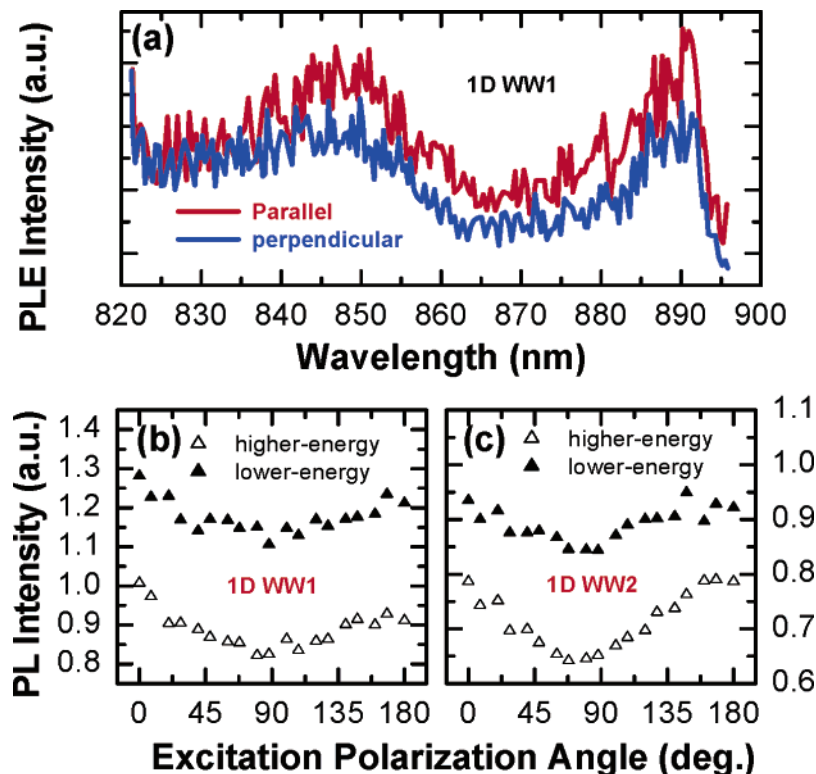 (a)
1D WW1
PLE Intensity (a.u.)
Parallel
perpendicular
820 830 840 850 860 870 880 890 900
Wavelength (nm)
PL Intensity (a.u.)
1.4
1.3
1.2
1.1
1.0
0.9
0.8
(b)
higher-energy
lower-energy
1D WW1
0 45 90 135 180
(c)
higher-energy
lower-energy
1D WW2
0 45 90 135 180
1.1
1.0
0.9
0.8
0.7
0.6
Excitation Polarization Angle (deg.)